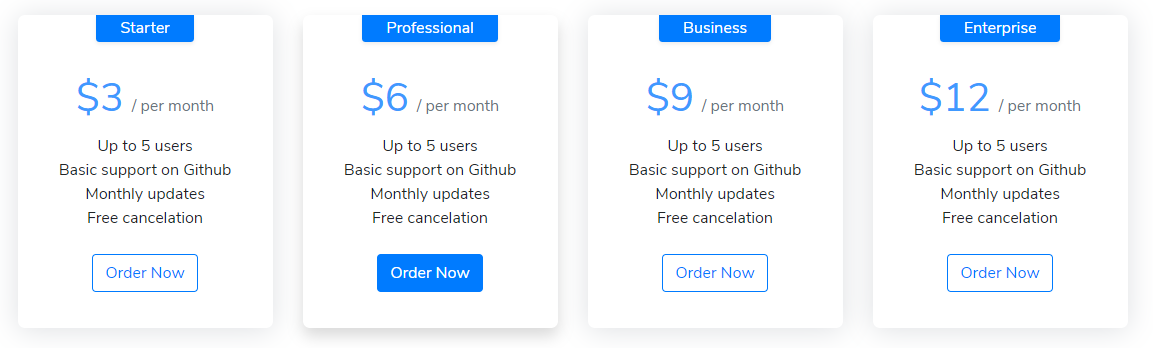 Starter
$3 / per month
Up to 5 users
Basic support on Github
Monthly updates
Free cancelation
Order Now
Professional
$6 / per month
Up to 5 users
Basic support on Github
Monthly updates
Free cancelation
Order Now
Business
$9 / per month
Up to 5 users
Basic support on Github
Monthly updates
Free cancelation
Order Now
Enterprise
$12 / per month
Up to 5 users
Basic support on Github
Monthly updates
Free cancelation
Order Now